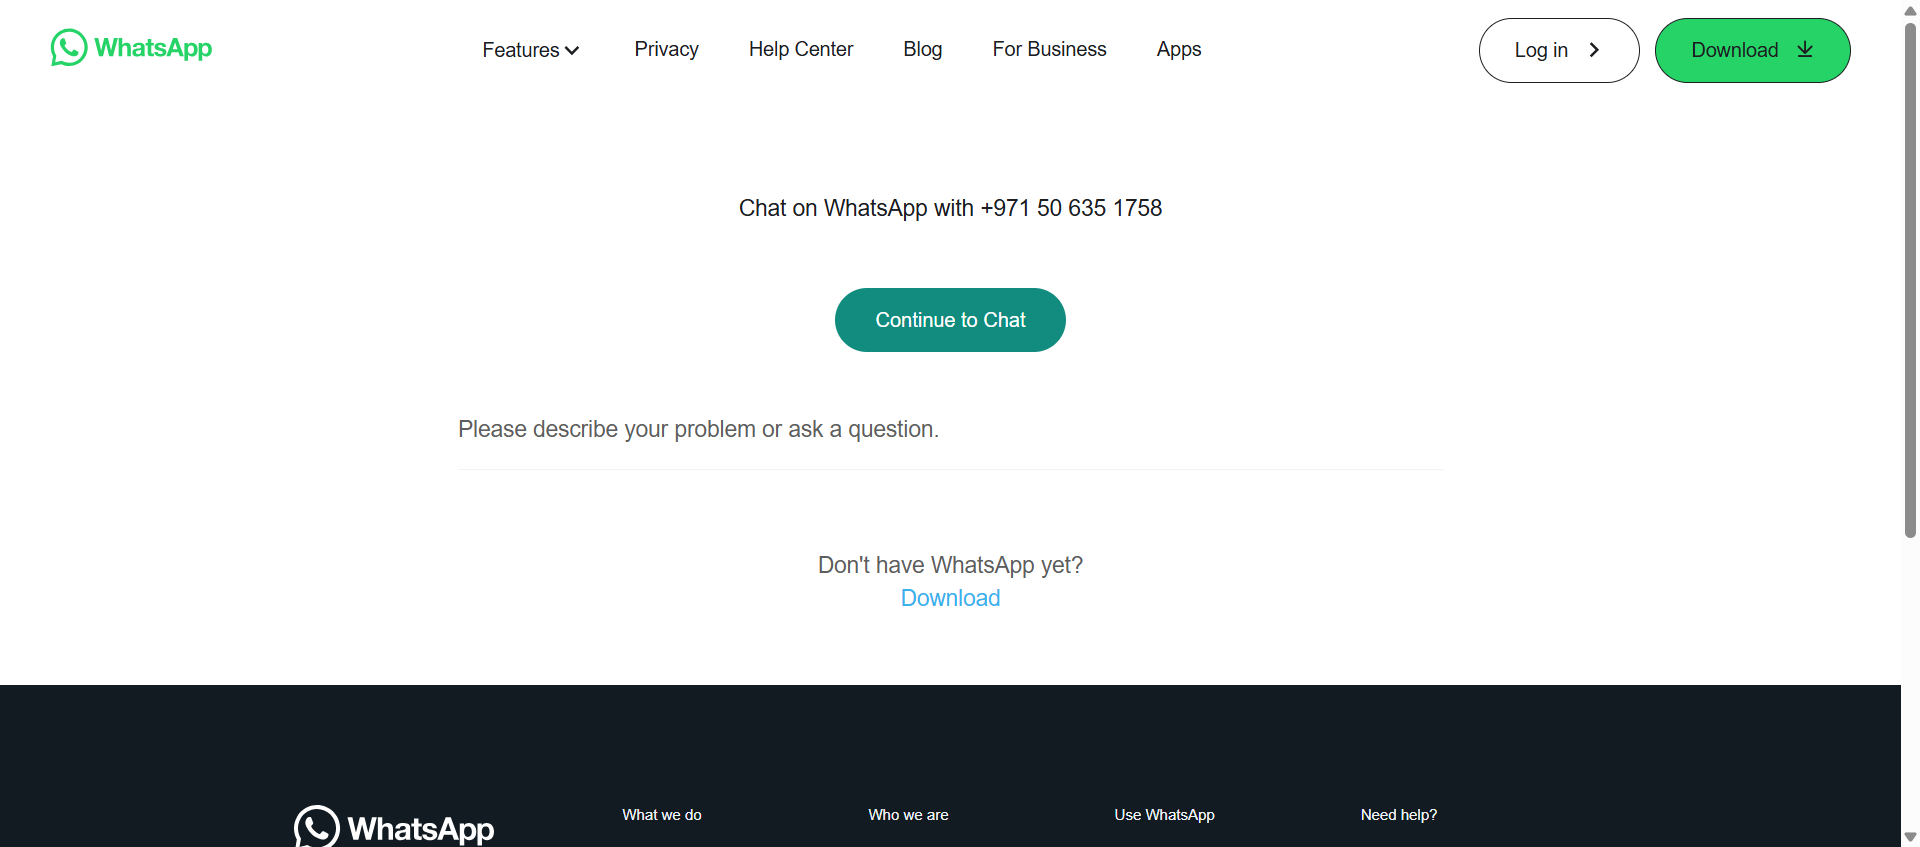 WhatsApp
Features
Privacy
Help Center
Blog
For Business
Apps
Log in
Download
Chat on WhatsApp with +971 50 635 1758
Continue to Chat
Please describe your problem or ask a question.
Don't have WhatsApp yet?
Download
WhatsApp
What we do
Who we are
Use WhatsApp
Need help?